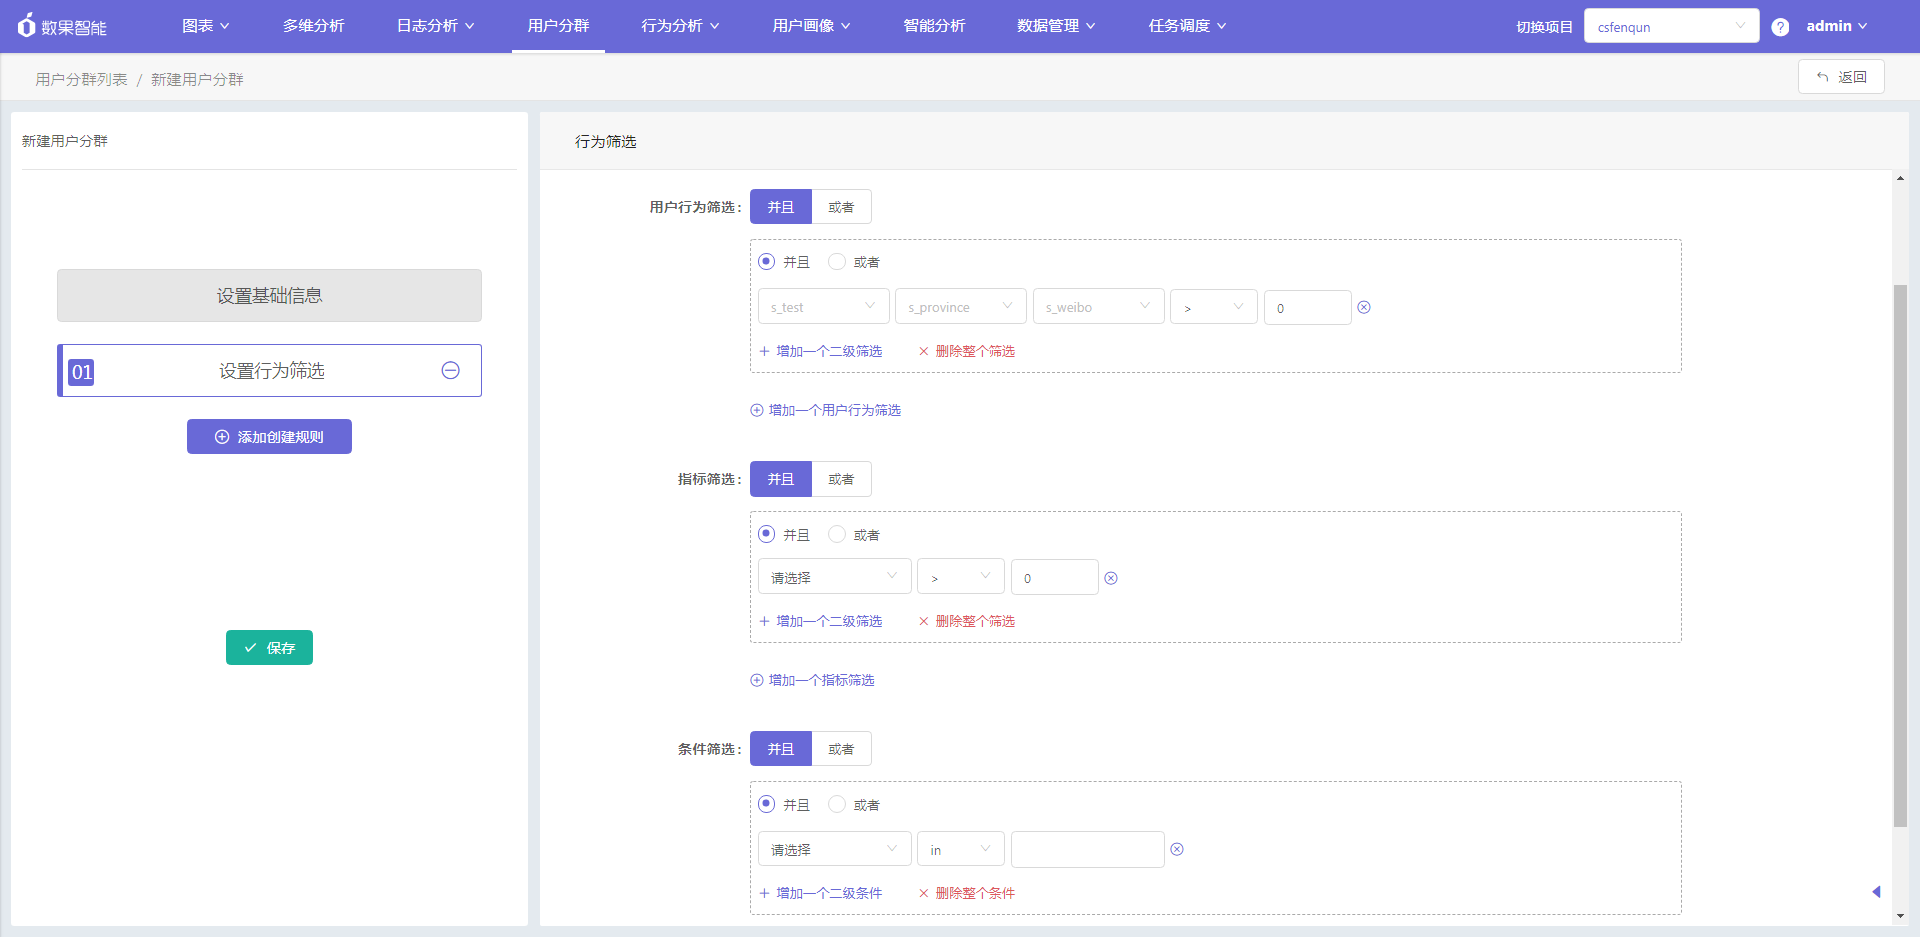 数果智能 图表 多维分析 日志分析 用户分群 行为分析 用户画像 智能分析 数据管理 任务调度 切换项目 csfenqun ? admin
用户分群列表 / 新建用户分群 返回
新建用户分群
设置基础信息
01 设置行为筛选
添加创建规则
保存
行为筛选
用户行为筛选： 并且 或者
并且 或者
s_test s_province s_weibo > 0
增加一个二级筛选 删除整个筛选
增加一个用户行为筛选
指标筛选： 并且 或者
并且 或者
请选择 > 0
增加一个二级筛选 删除整个筛选
增加一个指标筛选
条件筛选： 并且 或者
并且 或者
请选择 in
增加一个二级条件 删除整个条件